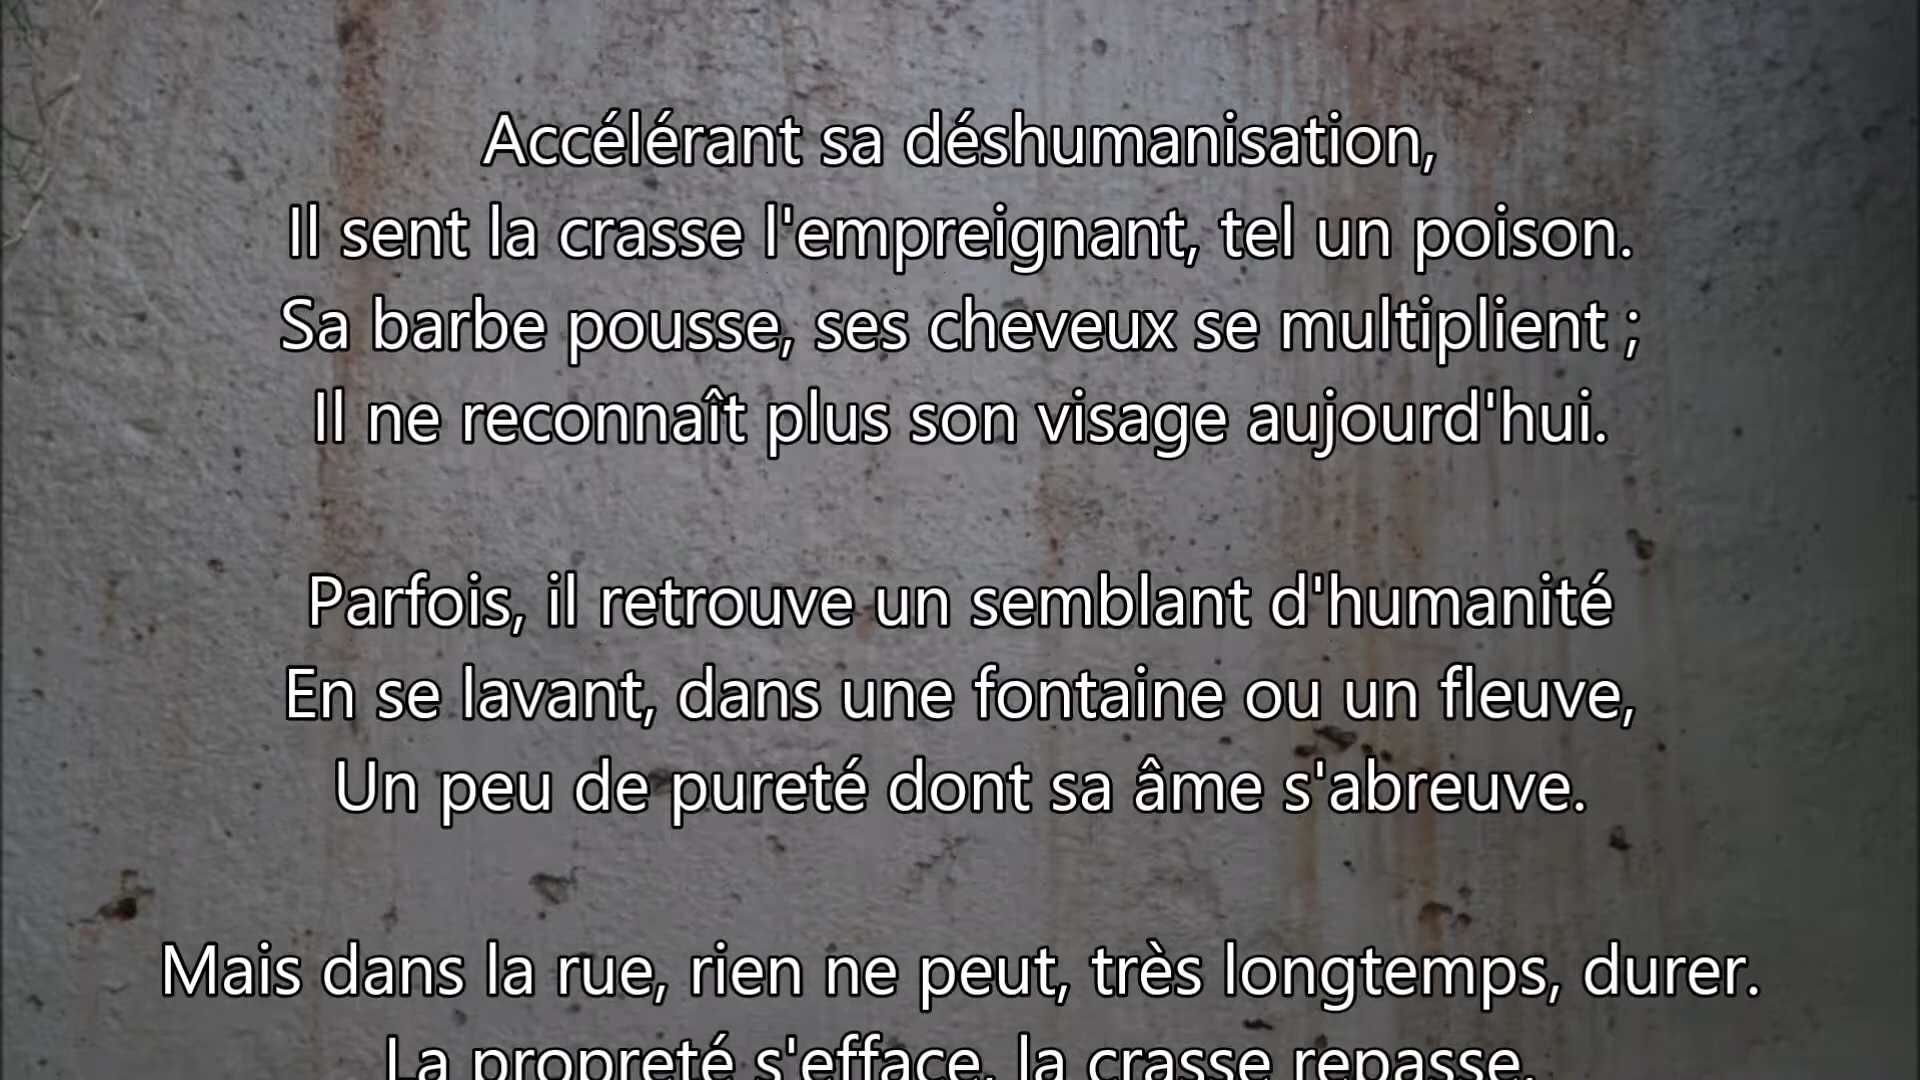 Accélérant sa déshumanisation,
Il sent la crasse l'empreignant, tel un poison.
Sa barbe pousse, ses cheveux se multiplient ;
Il ne reconnaît plus son visage aujourd'hui.
Parfois, il retrouve un semblant d'humanité
En se lavant, dans une fontaine ou un fleuve,
Un peu de pureté dont sa âme s'abreuve.
Mais dans la rue, rien ne peut, très longtemps, durer.
La propreté s'efface, la crasse repasse,